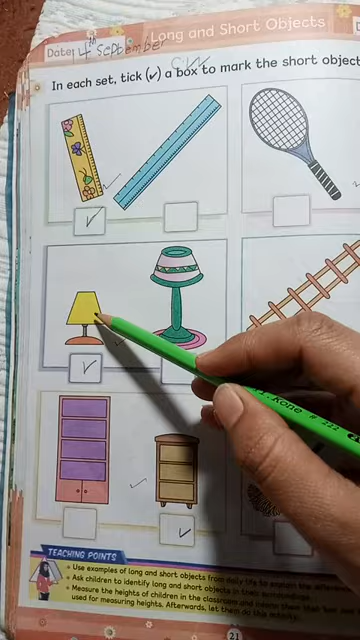 Long and Short Objects
Date: 4th September
C.W
In each set, tick (✓) a box to mark the short object
TEACHING POINTS
• Use examples of long and short objects from daily life to explain the difference
• Ask children to identify long and short objects in their surroundings.
• Measure the heights of children in the classroom and
used for measuring heights. Afterwards, let them do this activity.
21